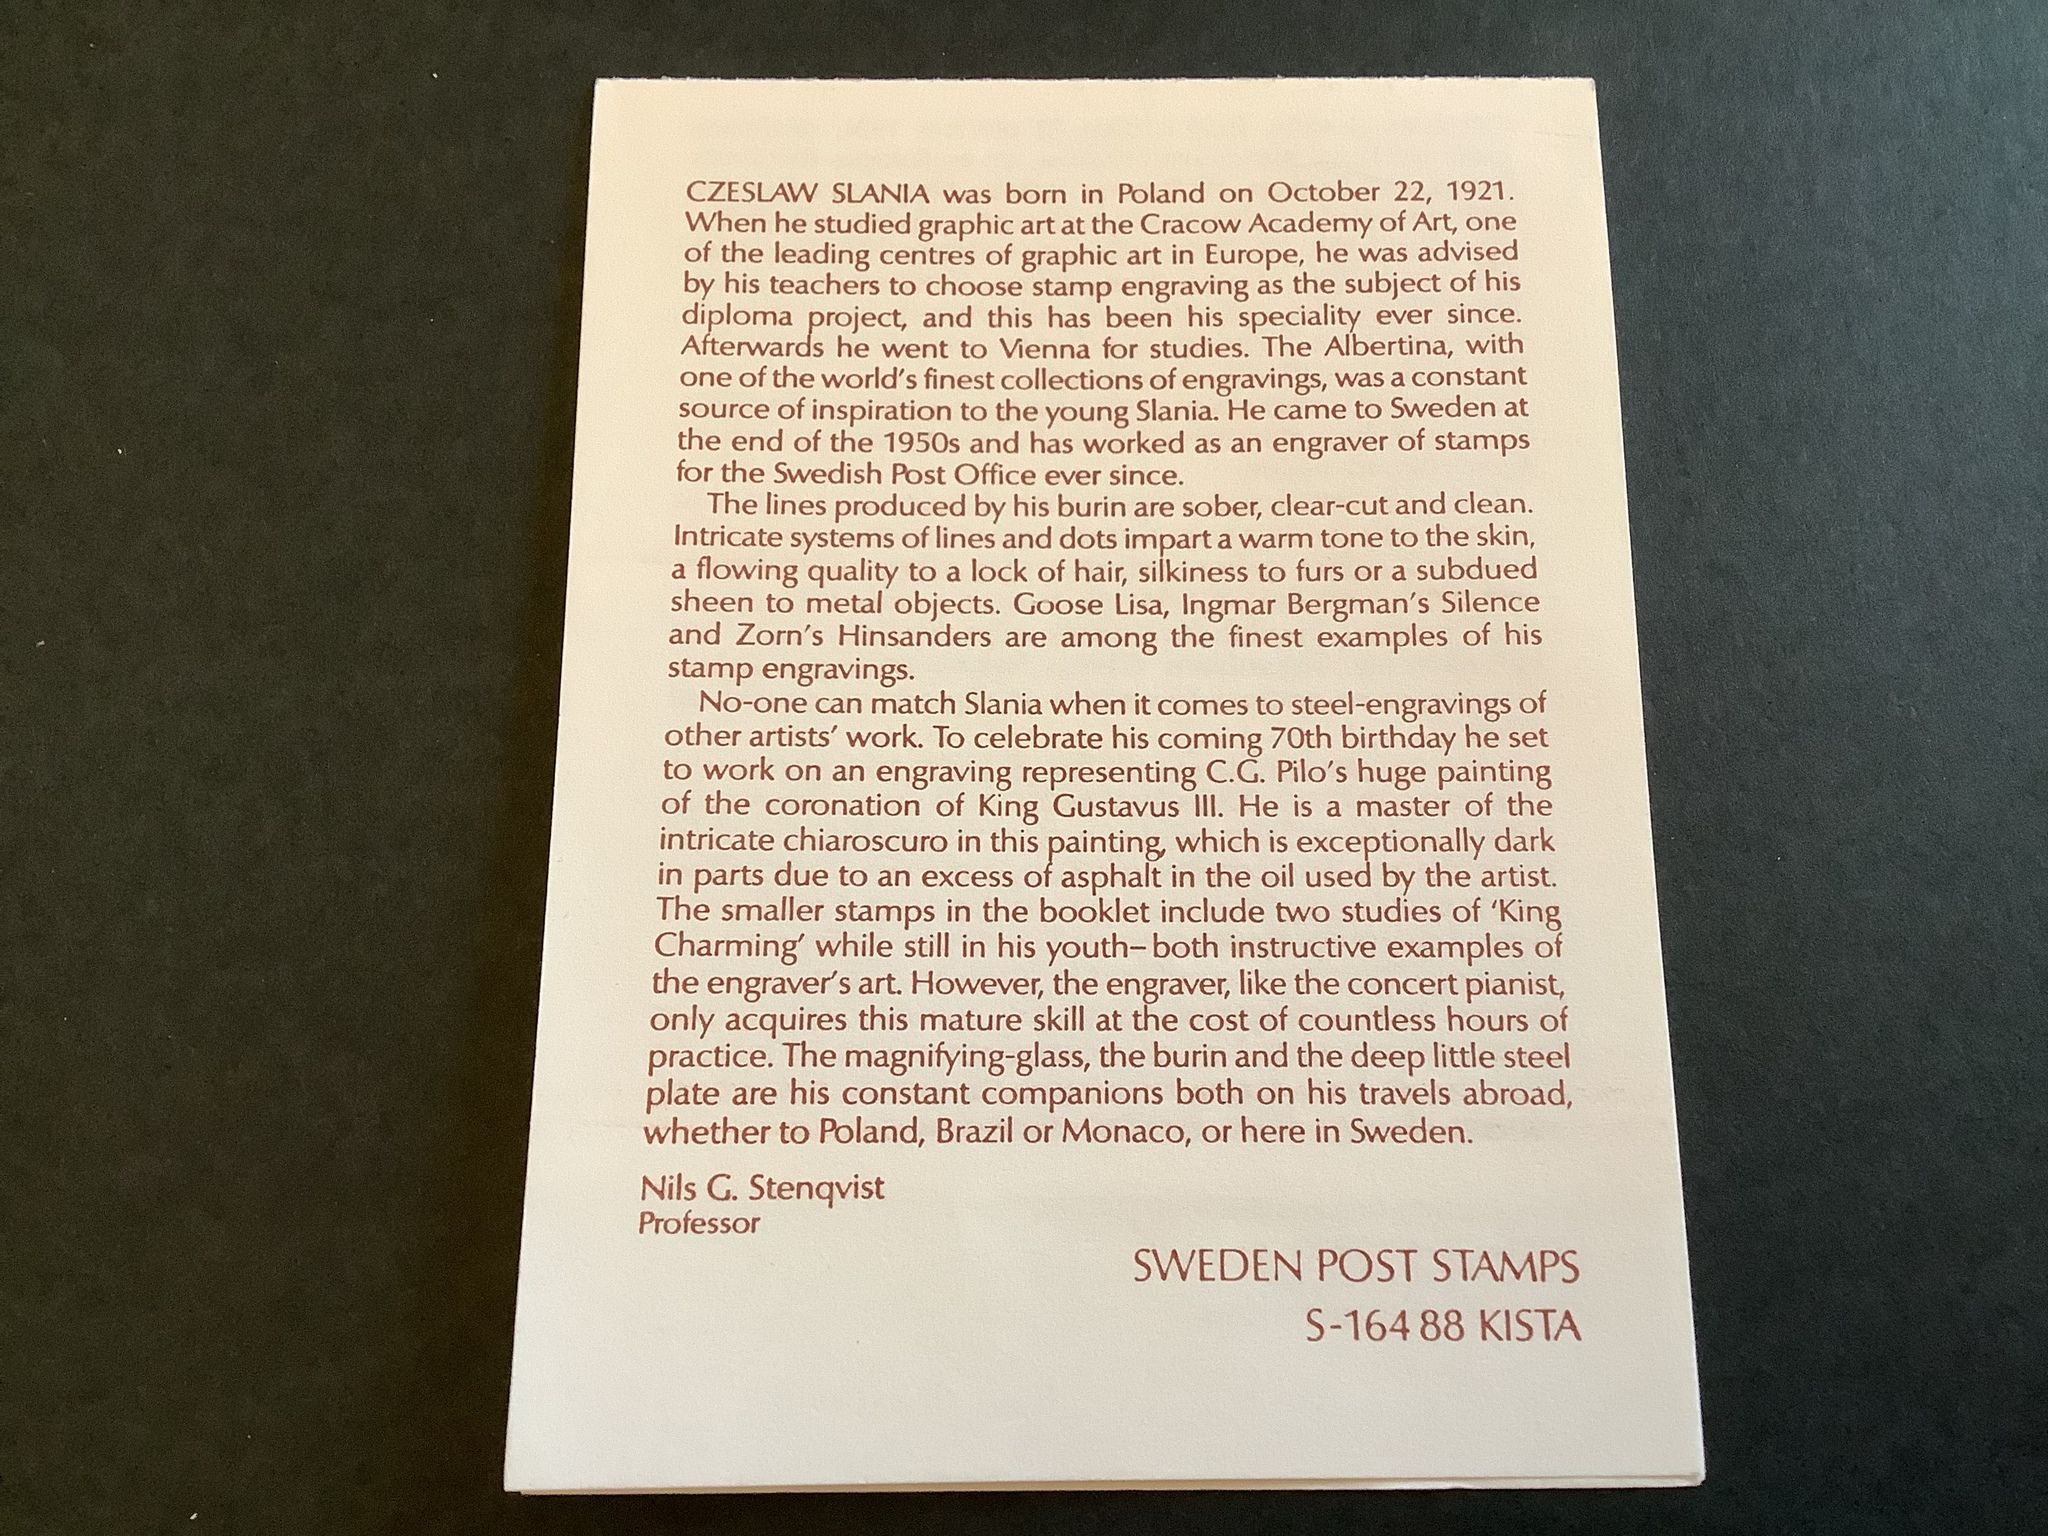 CZESLAW SLANIA was born in Poland on October 22, 1921.
When he studied graphic art at the Cracow Academy of Art, one
of the leading centres of graphic art in Europe, he was advised
by his teachers to choose stamp engraving as the subject of his
diploma project, and this has been his speciality ever since.
Afterwards he went to Vienna for studies. The Albertina, with
one of the world's finest collections of engravings, was a constant
source of inspiration to the young Slania. He came to Sweden at
the end of the 1950s and has worked as an engraver of stamps
for the Swedish Post Office ever since.
The lines produced by his burin are sober, clear-cut and clean.
Intricate systems of lines and dots impart a warm tone to the skin,
a flowing quality to a lock of hair, silkiness to furs or a subdued
sheen to metal objects. Goose Lisa, Ingmar Bergman's Silence
and Zorn's Hinsanders are among the finest examples of his
stamp engravings.
No-one can match Slania when it comes to steel-engravings of
other artists' work. To celebrate his coming 70th birthday he set
to work on an engraving representing C.G. Pilo's huge painting
of the coronation of King Gustavus III. He is a master of the
intricate chiaroscuro in this painting, which is exceptionally dark
in parts due to an excess of asphalt in the oil used by the artist.
The smaller stamps in the booklet include two studies of 'King
Charming' while still in his youth–both instructive examples of
the engraver's art. However, the engraver, like the concert pianist,
only acquires this mature skill at the cost of countless hours of
practice. The magnifying-glass, the burin and the deep little steel
plate are his constant companions both on his travels abroad,
whether to Poland, Brazil or Monaco, or here in Sweden.
Nils G. Stenqvist
Professor
SWEDEN POST STAMPS
S-164 88 KISTA